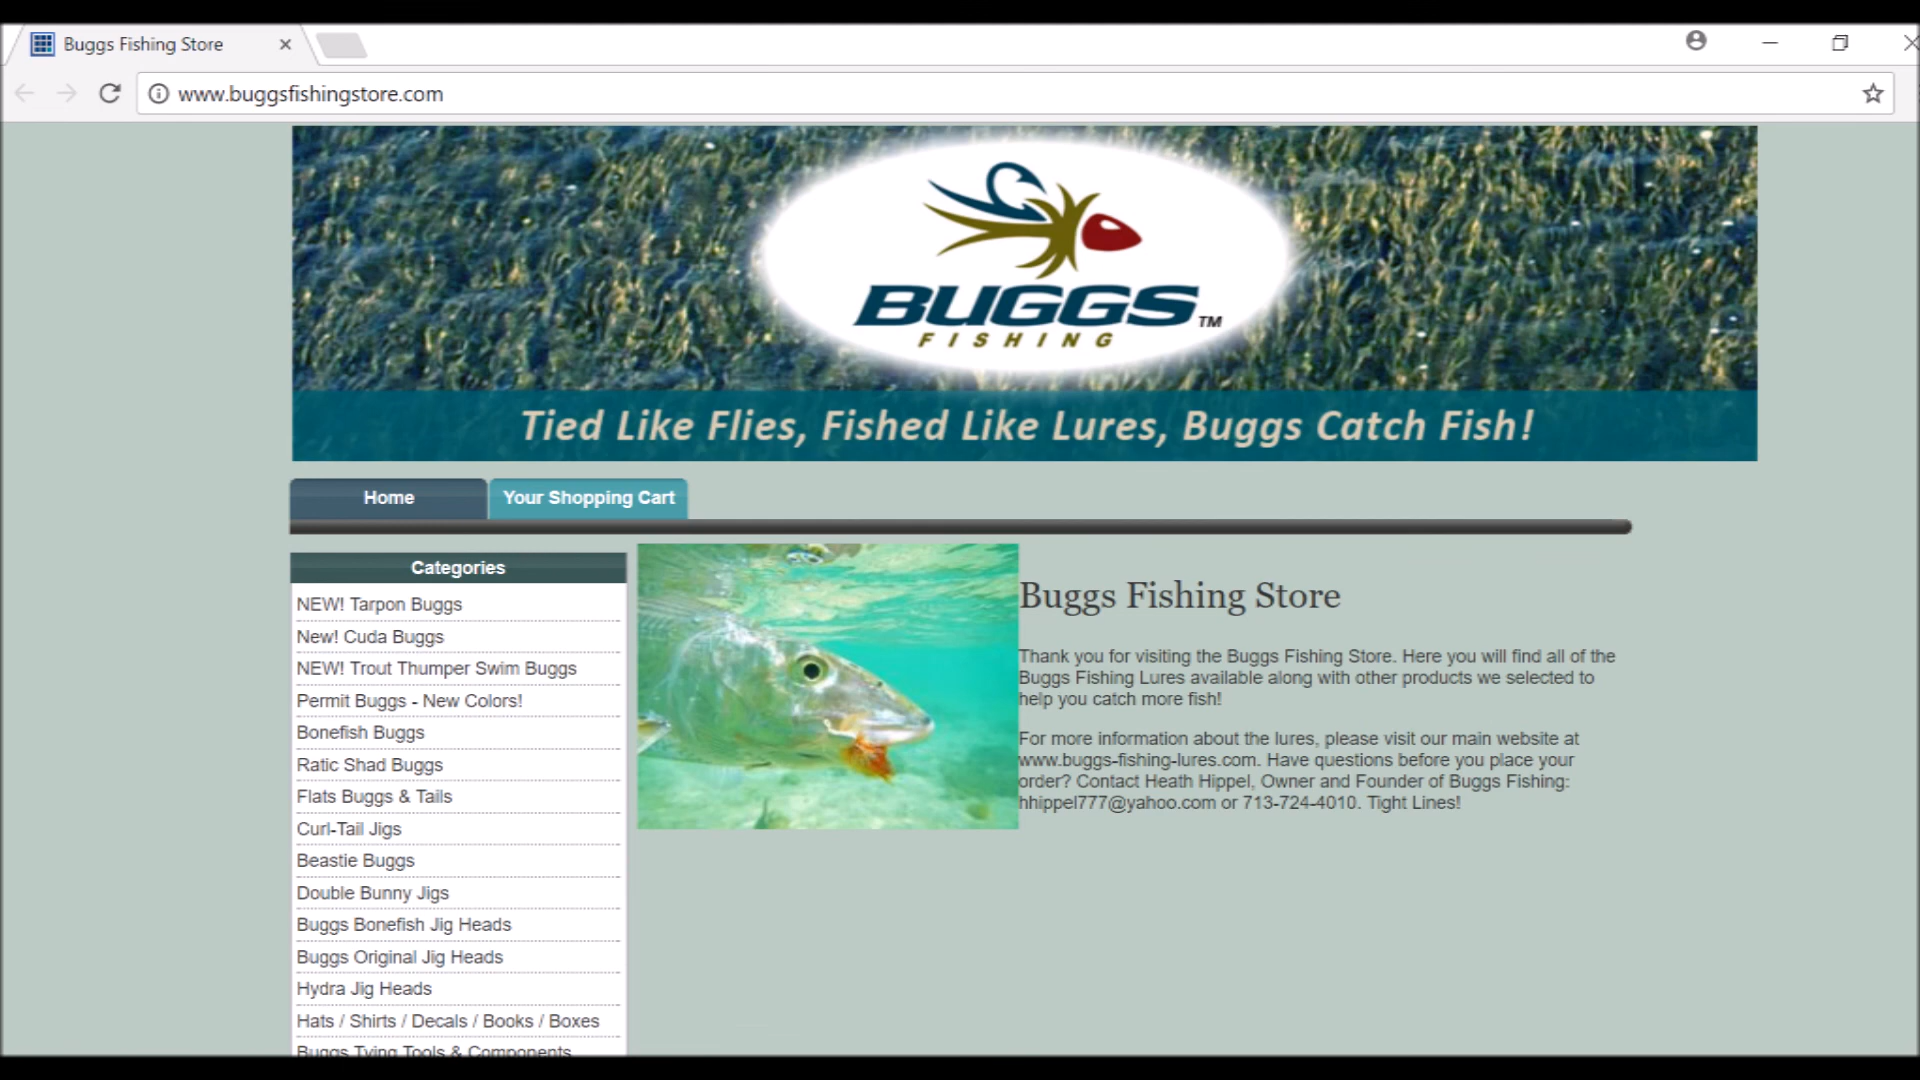 Buggs Fishing Store
www.buggsfishingstore.com
BUGGS TM
FISHING
Tied Like Flies, Fished Like Lures, Buggs Catch Fish!
Home
Your Shopping Cart
Categories
NEW! Tarpon Buggs
New! Cuda Buggs
NEW! Trout Thumper Swim Buggs
Permit Buggs - New Colors!
Bonefish Buggs
Ratic Shad Buggs
Flats Buggs & Tails
Curl-Tail Jigs
Beastie Buggs
Double Bunny Jigs
Buggs Bonefish Jig Heads
Buggs Original Jig Heads
Hydra Jig Heads
Hats / Shirts / Decals / Books / Boxes
Buggs Tying Tools & Components
Buggs Fishing Store
Thank you for visiting the Buggs Fishing Store. Here you will find all of the
Buggs Fishing Lures available along with other products we selected to
help you catch more fish!
For more information about the lures, please visit our main website at
www.buggs-fishing-lures.com. Have questions before you place your
order? Contact Heath Hippel, Owner and Founder of Buggs Fishing:
hhippel777@yahoo.com or 713-724-4010. Tight Lines!